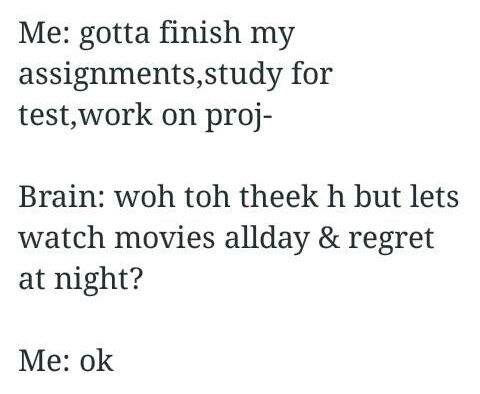 Me: gotta finish my
assignments,study for
test,work on proj-
Brain: woh toh theek h but lets
watch movies allday & regret
at night?
Me: ok